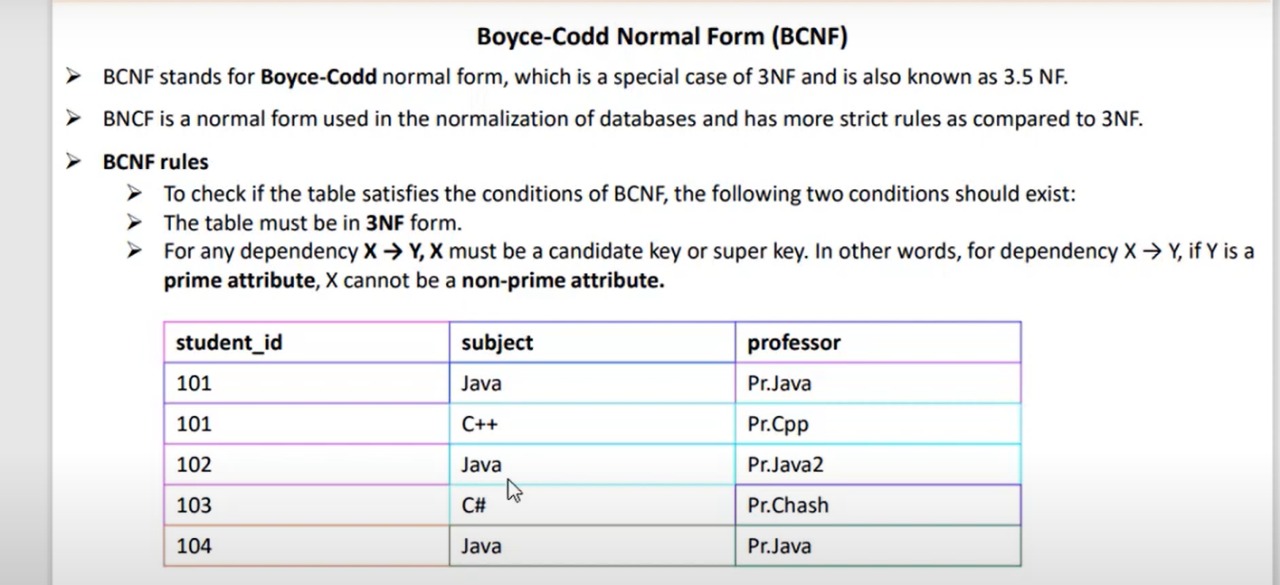 Boyce-Codd Normal Form (BCNF)
➢ BCNF stands for Boyce-Codd normal form, which is a special case of 3NF and is also known as 3.5 NF.
➢ BNCF is a normal form used in the normalization of databases and has more strict rules as compared to 3NF.
➢ BCNF rules
➢ To check if the table satisfies the conditions of BCNF, the following two conditions should exist:
➢ The table must be in 3NF form.
➢ For any dependency X → Y, X must be a candidate key or super key. In other words, for dependency X → Y, if Y is a
prime attribute, X cannot be a non-prime attribute.
student_id subject professor
101 Java Pr.Java
101 C++ Pr.Cpp
102 Java Pr.Java2
103 C# Pr.Chash
104 Java Pr.Java